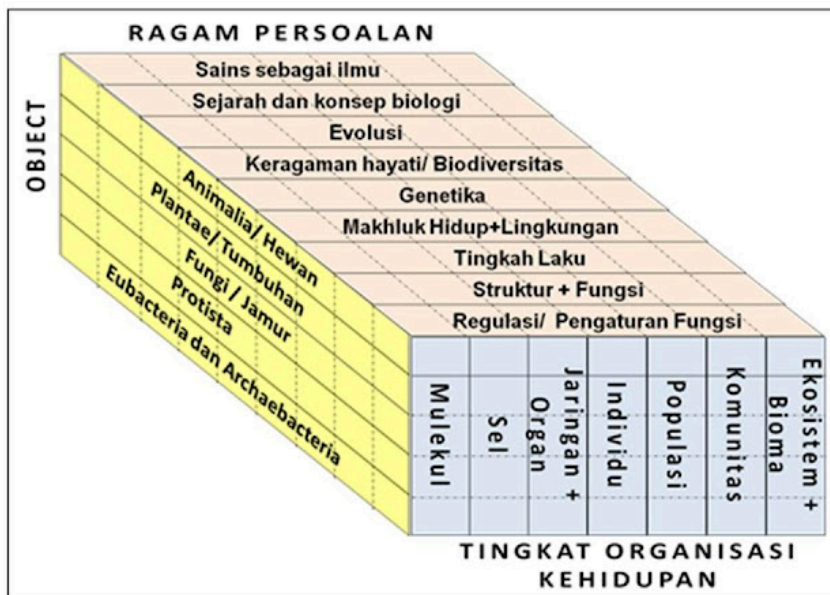 RAGAM PERSOALAN
OBJECT
Sains sebagai ilmu
Sejarah dan konsep biologi
Evolusi
Keragaman hayati/ Biodiversitas
Genetika
Makhluk Hidup+Lingkungan
Tingkah Laku
Struktur + Fungsi
Regulasi/ Pengaturan Fungsi
Animalia/ Hewan
Plantae/ Tumbuhan
Fungi / Jamur
Protista
Eubacteria dan Archaebacteria
Mulekul
Sel
Jaringan +
Organ
Individu
Populasi
Komunitas
Ekosistem +
Bioma
TINGKAT ORGANISASI
KEHIDUPAN